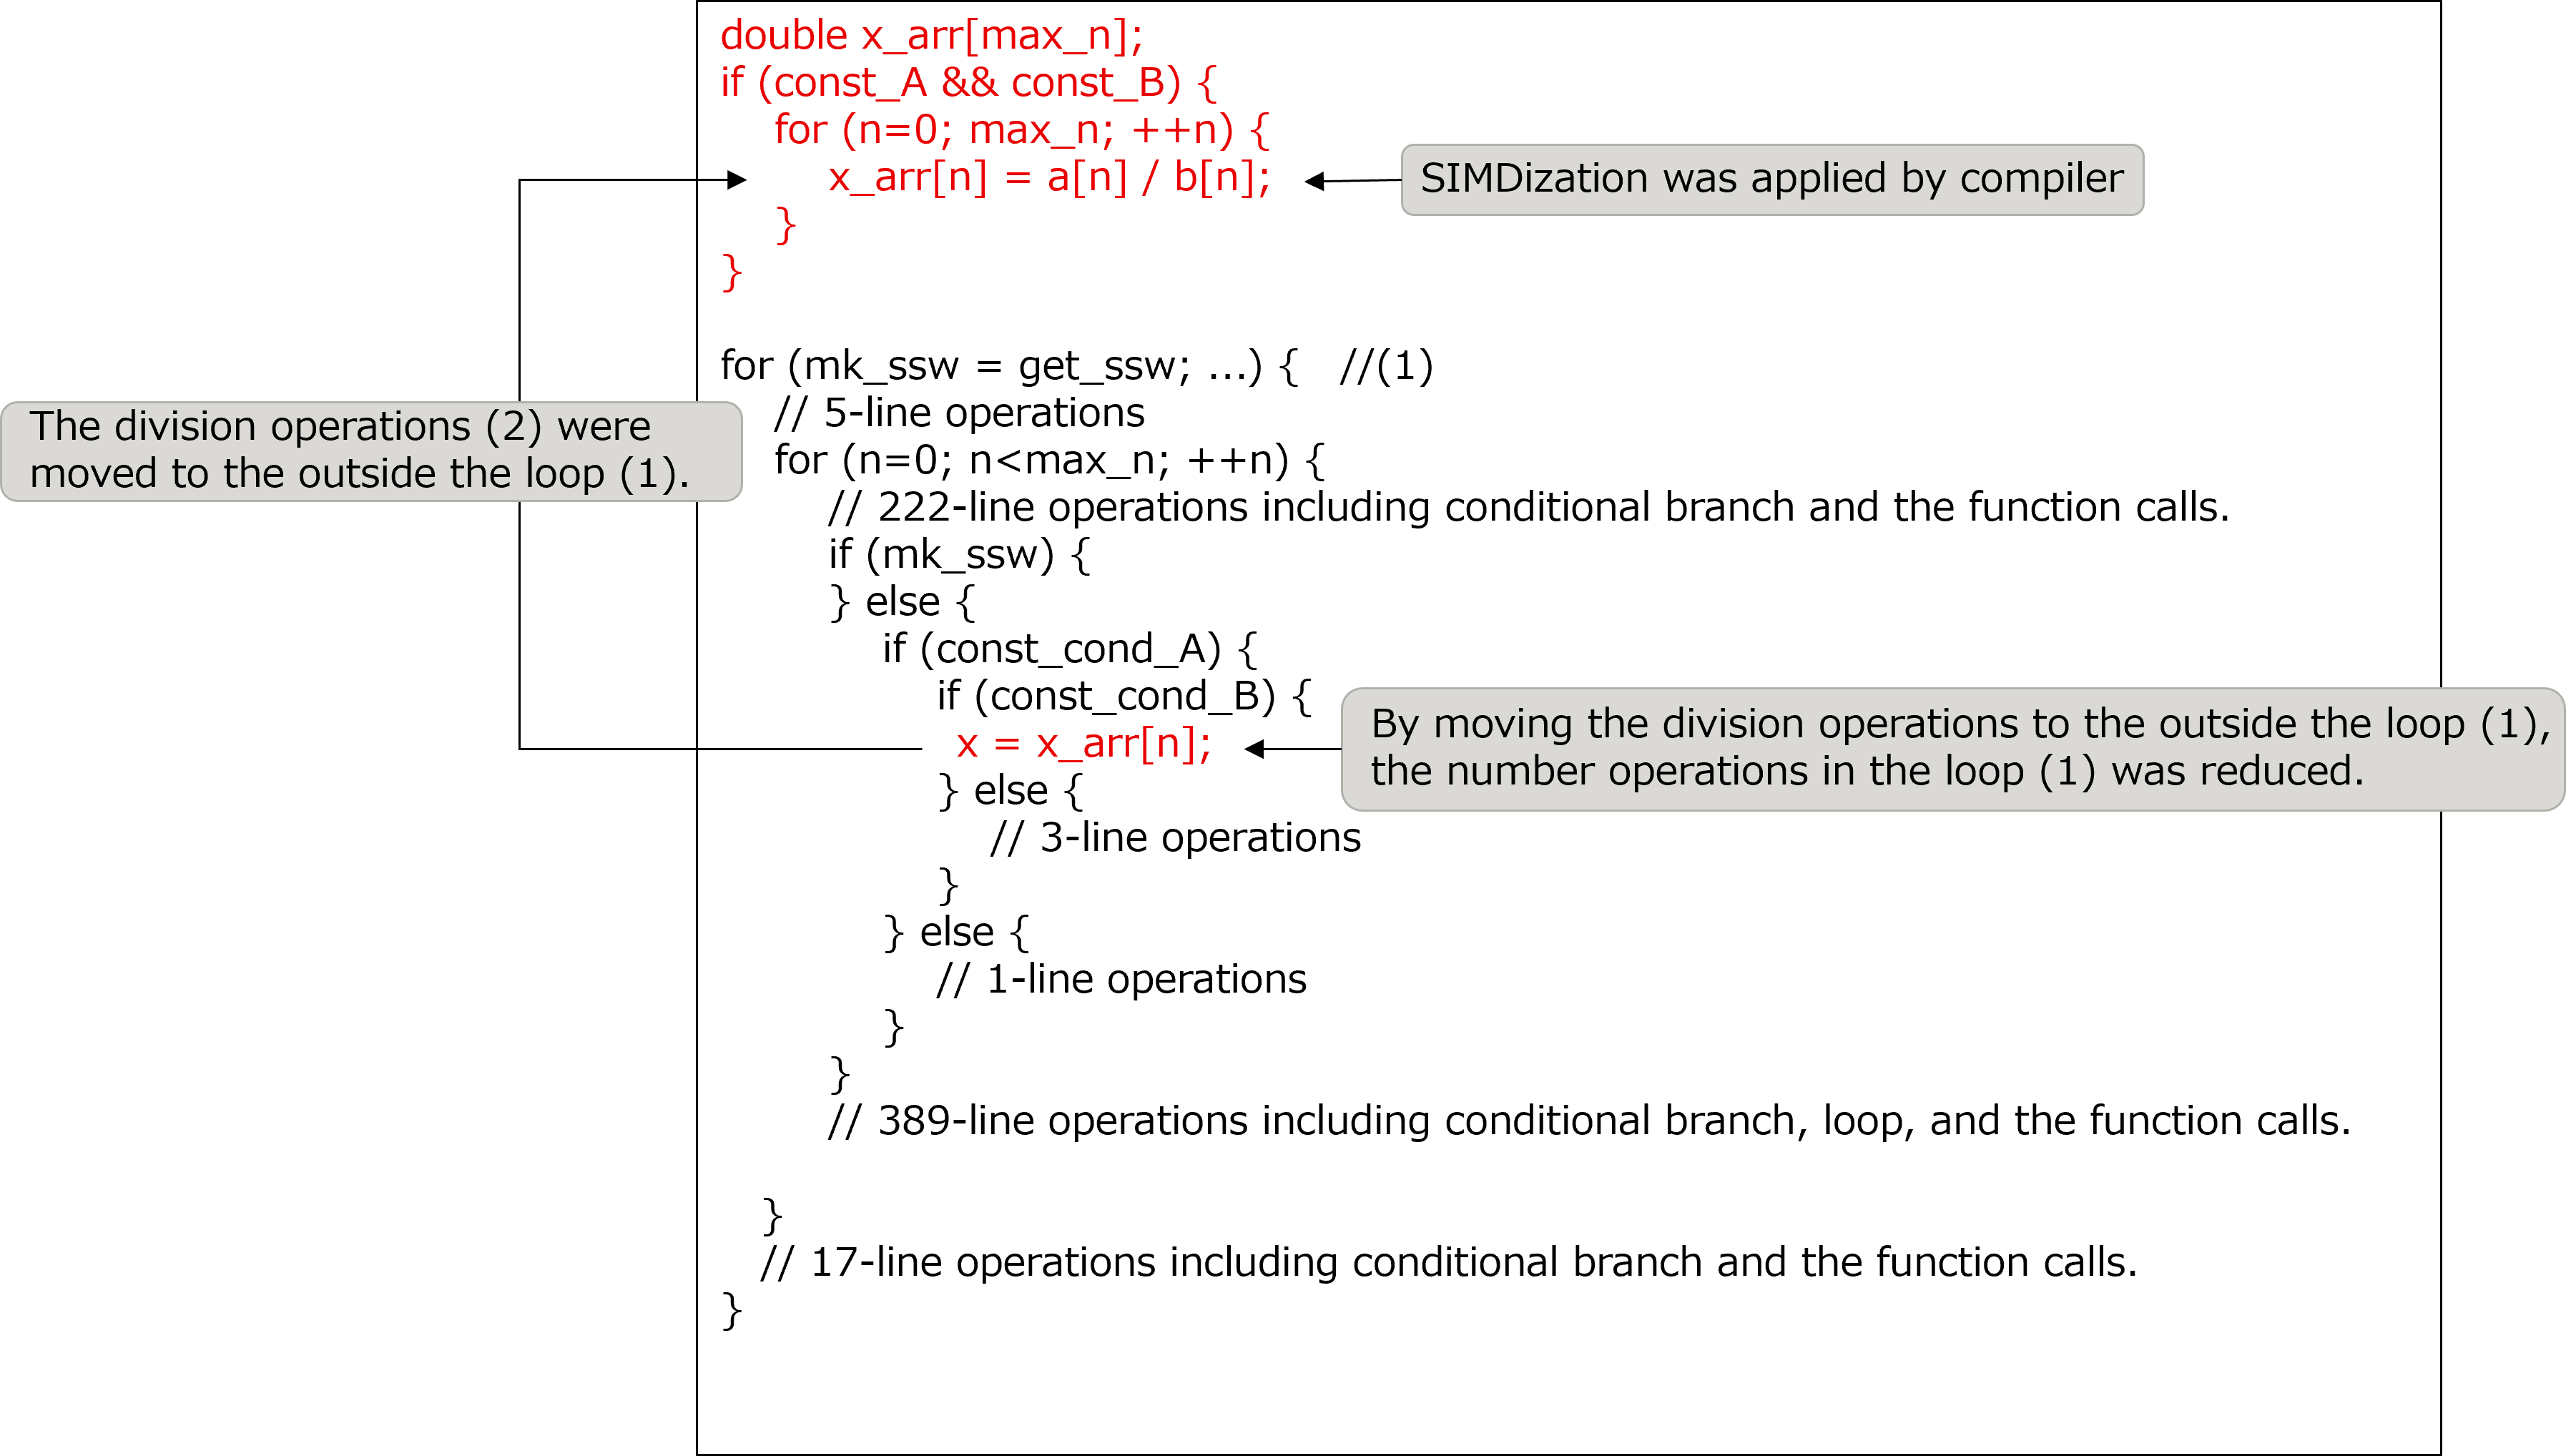 double x_arr[max_n];
if (const_A && const_B) {
for (n=0; max_n; ++n) {
x_arr[n] = a[n] / b[n];
SIMDization was applied by compiler
}
}
for (mk_ssw = get_ssw; ...) {   //(1)
The division operations (2) were
moved to the outside the loop (1).
// 5-line operations
for (n=0; n<max_n; ++n) {
// 222-line operations including conditional branch and the function calls.
if (mk_ssw) {
} else {
if (const_cond_A) {
if (const_cond_B) {
x = x_arr[n];
By moving the division operations to the outside the loop (1),
the number operations in the loop (1) was reduced.
} else {
// 3-line operations
}
} else {
// 1-line operations
}
}
// 389-line operations including conditional branch, loop, and the function calls.
}
// 17-line operations including conditional branch and the function calls.
}